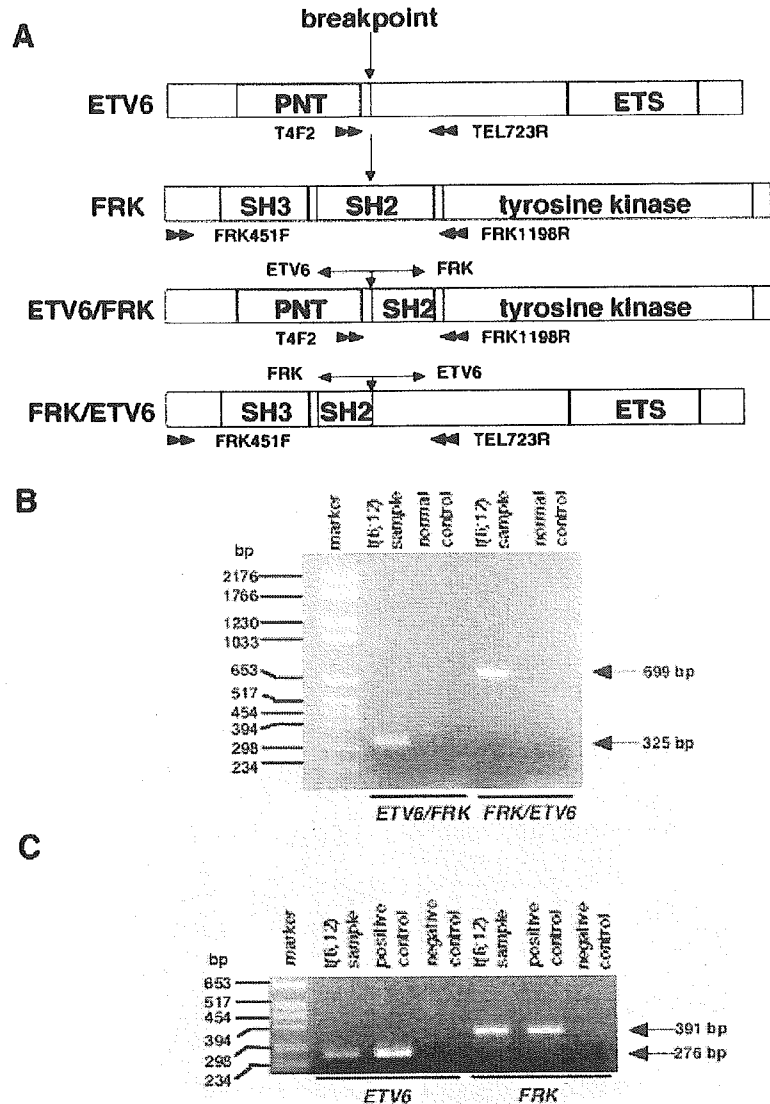 A
breakpoint
ETV6
PNT
ETS
T4F2
TEL723R
FRK
SH3
SH2
tyrosine kinase
FRK451F
FRK1198R
ETV6
FRK
ETV6/FRK
PNT
SH2
tyrosine kinase
T4F2
FRK1198R
FRK
ETV6
FRK/ETV6
SH3
SH2
ETS
FRK451F
TEL723R
B
bp
marker
t(6;12) sample
normal control
t(6;12) sample
normal control
2176
1766
1230
1033
653
517
454
394
298
234
699 bp
325 bp
ETV6/FRK
FRK/ETV6
C
bp
marker
t(6;12) sample
positive control
negative control
t(6;12) sample
positive control
negative control
653
517
454
394
298
234
391 bp
276 bp
ETV6
FRK